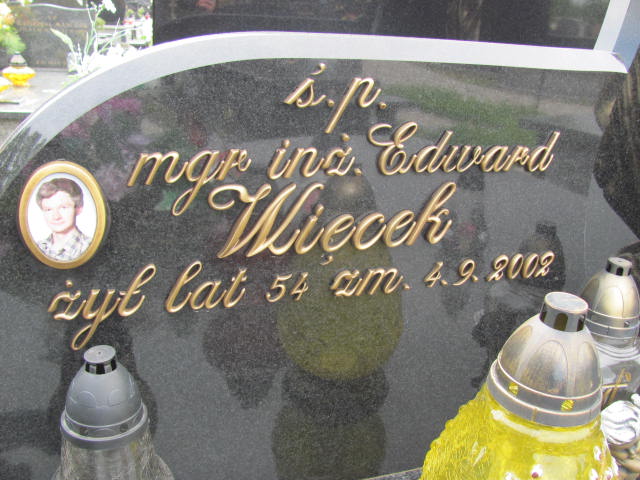 ś.p.
mgr inż. Edward
Więcek
żył lat 54 zm. 4.9.2002